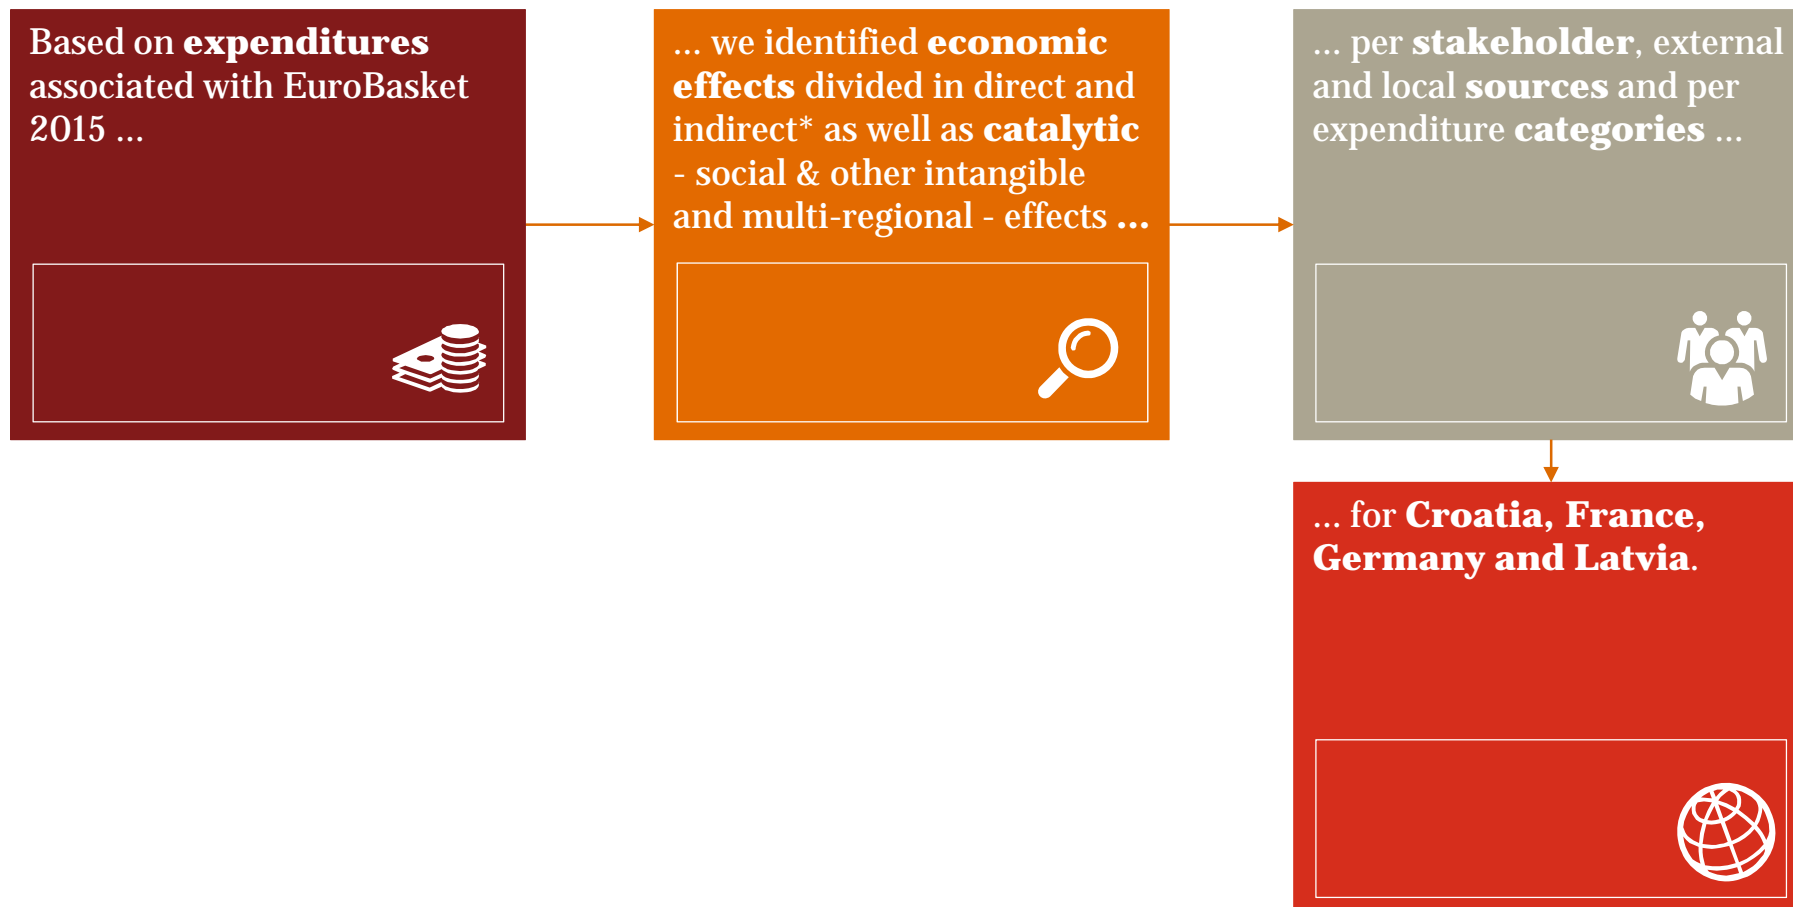 Based on expenditures
associated with EuroBasket
2015 ...
... we identified economic
effects divided in direct and
indirect* as well as catalytic
- social & other intangible
and multi-regional - effects ...
... per stakeholder, external
and local sources and per
expenditure categories ...
... for Croatia, France,
Germany and Latvia.